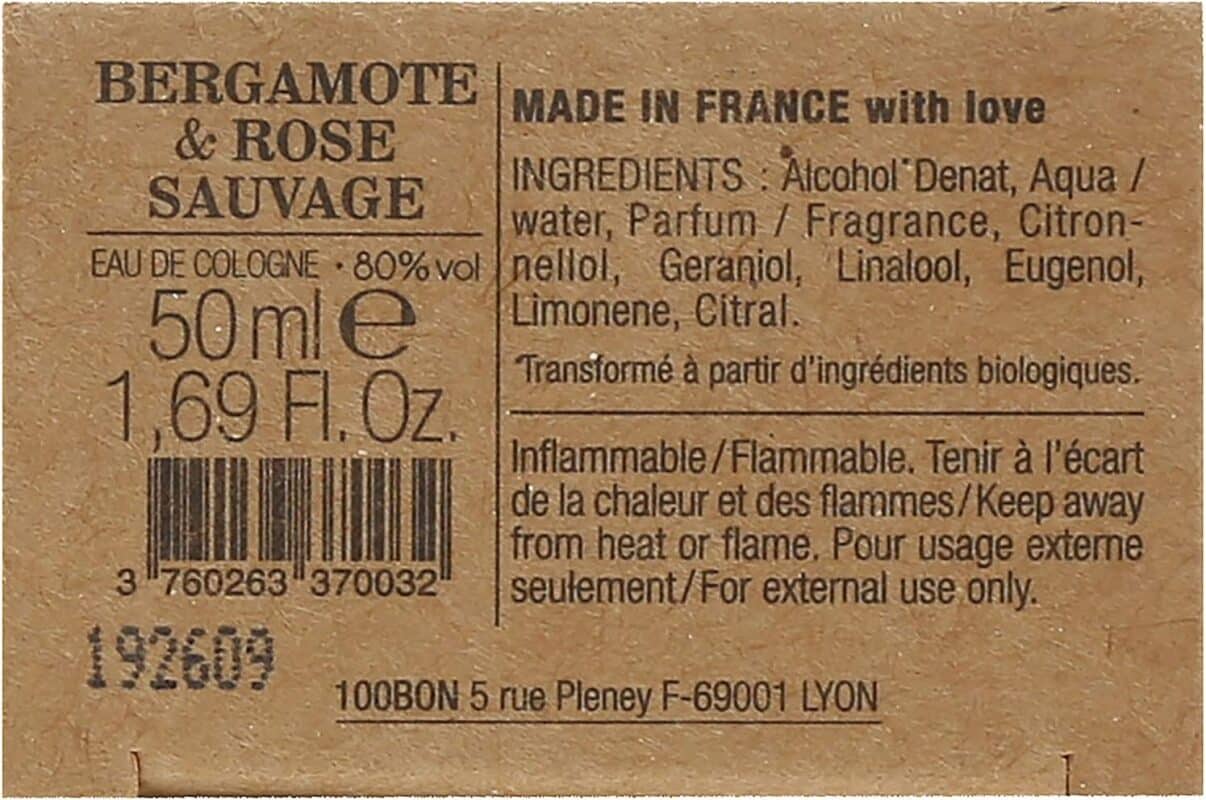 BERGAMOTE
& ROSE
SAUVAGE
EAU DE COLOGNE • 80% vol
50 ml ℮
1,69 Fl. Oz.
3 760263 370032
192609
MADE IN FRANCE with love
INGREDIENTS : Alcohol* Denat, Aqua /
water, Parfum / Fragrance, Citron-
nellol, Geraniol, Linalool, Eugenol,
Limonene, Citral.
*Transformé à partir d'ingrédients biologiques.
Inflammable/Flammable. Tenir à l'écart
de la chaleur et des flammes/Keep away
from heat or flame. Pour usage externe
seulement/For external use only.
100BON 5 rue Pleney F-69001 LYON